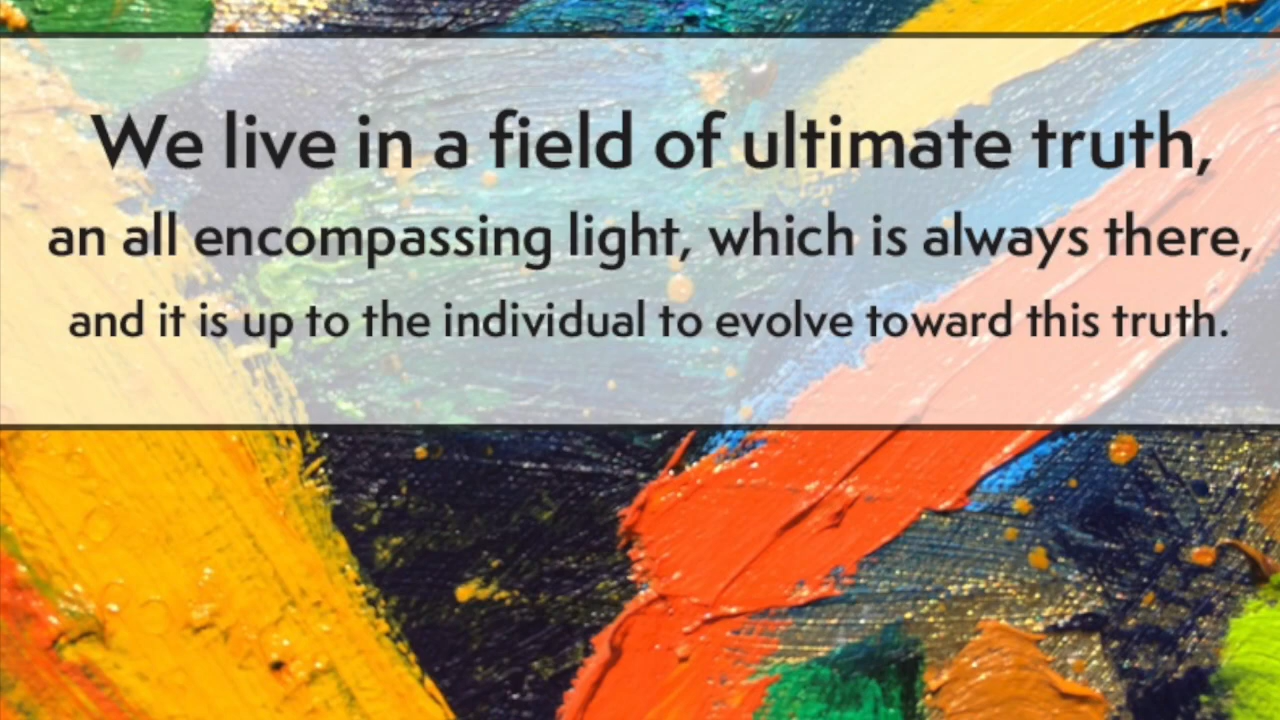 We live in a field of ultimate truth,
an all encompassing light, which is always there,
and it is up to the individual to evolve toward this truth.